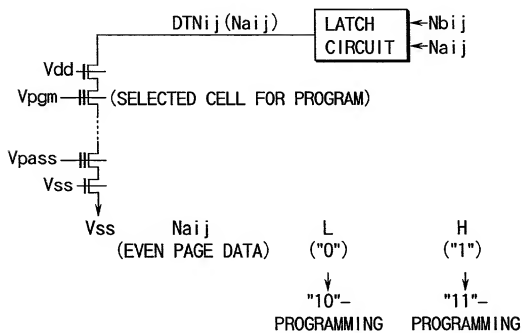 DTNij(Naij)
LATCH
CIRCUIT
Nbij
Naij
Vdd
Vpgm
(SELECTED CELL FOR PROGRAM)
Vpass
Vss
Vss
Naij
(EVEN PAGE DATA)
L
("0")
H
("1")
"10"-
PROGRAMMING
"11"-
PROGRAMMING